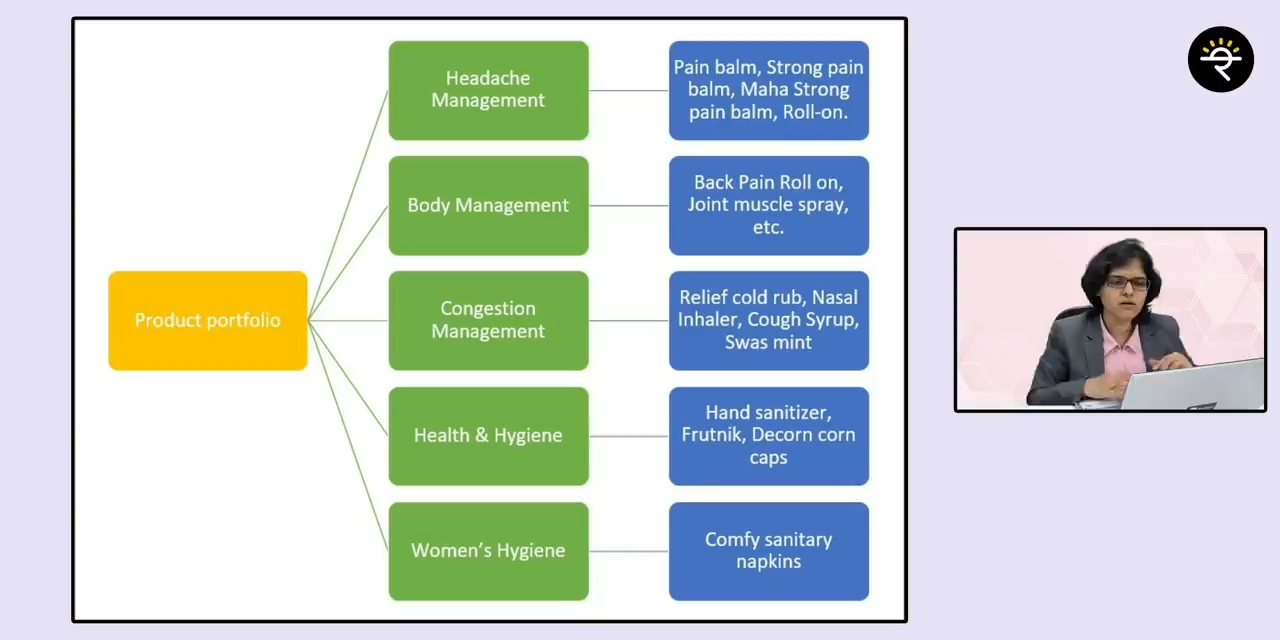 Product portfolio
Headache
Management
Pain balm, Strong pain
balm, Maha Strong
pain balm, Roll-on.
Body Management
Back Pain Roll on,
Joint muscle spray,
etc.
Congestion
Management
Relief cold rub, Nasal
Inhaler, Cough Syrup,
Swas mint
Health & Hygiene
Hand sanitizer,
Frutnik, Decorn corn
caps
Women’s Hygiene
Comfy sanitary
napkins